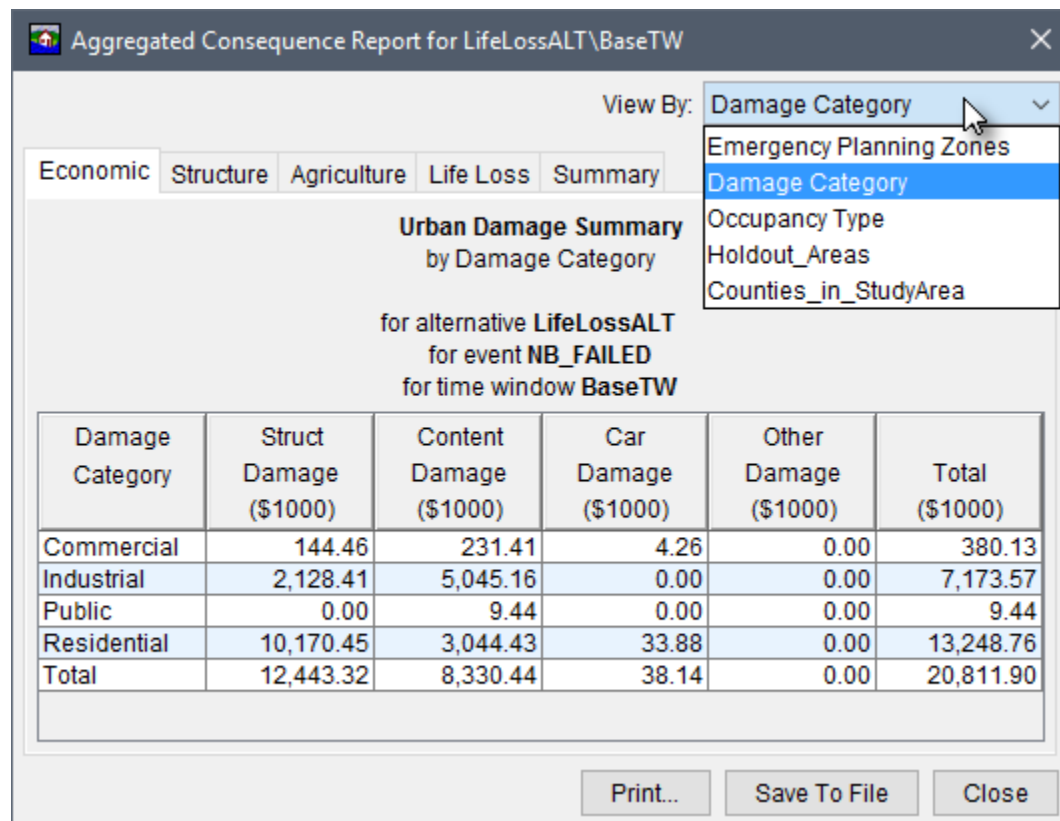 Aggregated Consequence Report for LifeLossALT\BaseTW
View By: Damage Category
Emergency Planning Zones
Damage Category
Occupancy Type
Holdout_Areas
Counties_in_StudyArea
Economic Structure Agriculture Life Loss Summary
Urban Damage Summary
by Damage Category
for alternative LifeLossALT
for event NB_FAILED
for time window BaseTW
Damage Struct Content Car Other
Category Damage Damage Damage Damage Total
($1000) ($1000) ($1000) ($1000) ($1000)
Commercial 144.46 231.41 4.26 0.00 380.13
Industrial 2,128.41 5,045.16 0.00 0.00 7,173.57
Public 0.00 9.44 0.00 0.00 9.44
Residential 10,170.45 3,044.43 33.88 0.00 13,248.76
Total 12,443.32 8,330.44 38.14 0.00 20,811.90
Print... Save To File Close